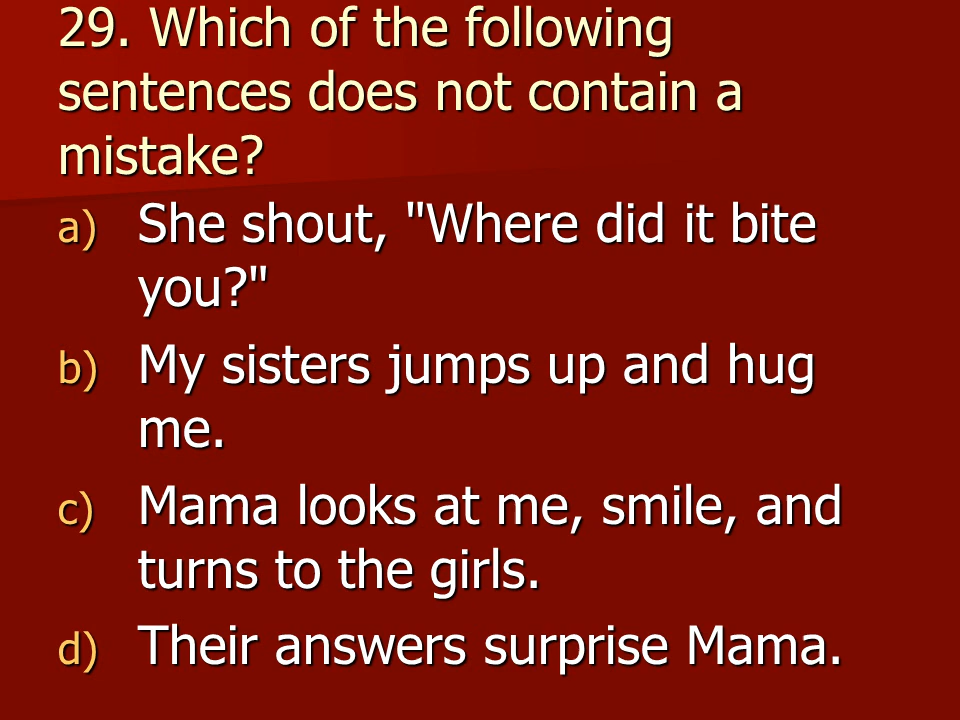 29. Which of the following
sentences does not contain a
mistake?
a) She shout, "Where did it bite
you?"
b) My sisters jumps up and hug
me.
c) Mama looks at me, smile, and
turns to the girls.
d) Their answers surprise Mama.